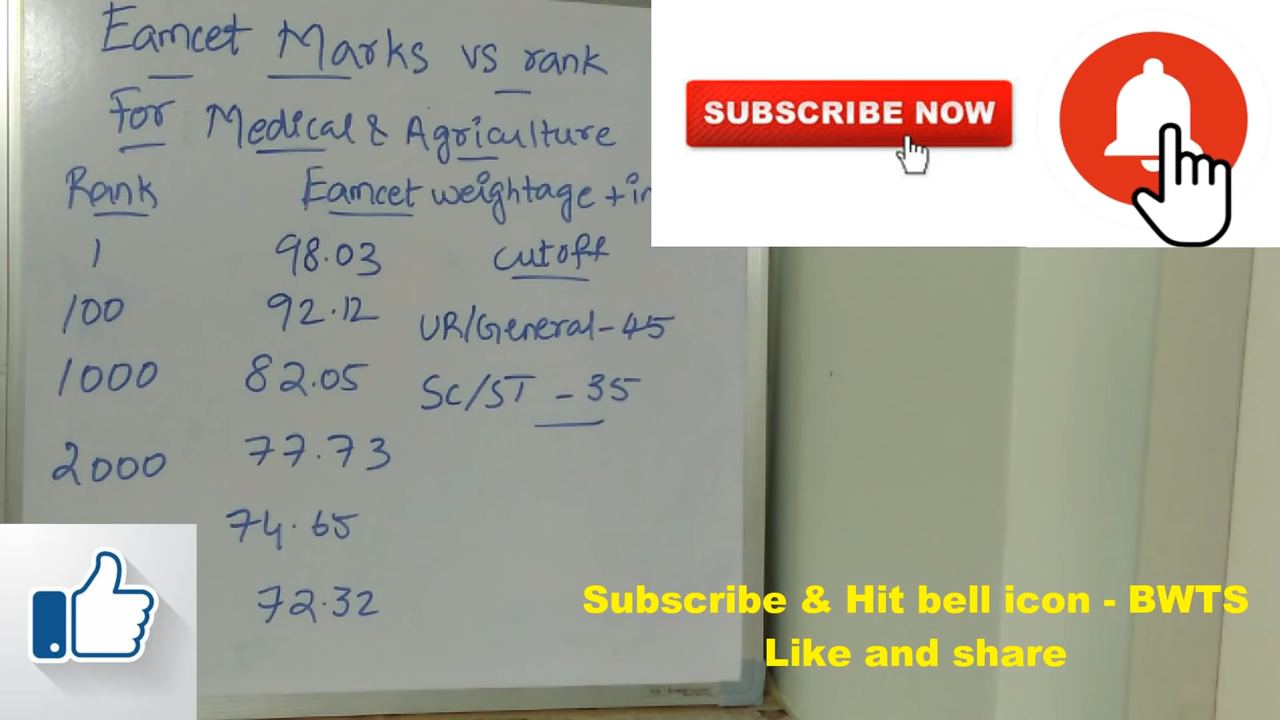 Eamcet Marks vs rank
For Medical & Agriculture
Rank Eamcet weightage + in
1 98.03 cutoff
100 92.12 UR/General - 45
1000 82.05 SC/ST - 35
2000 77.73
74.65
72.32
SUBSCRIBE NOW
Subscribe & Hit bell icon - BWTS
Like and share